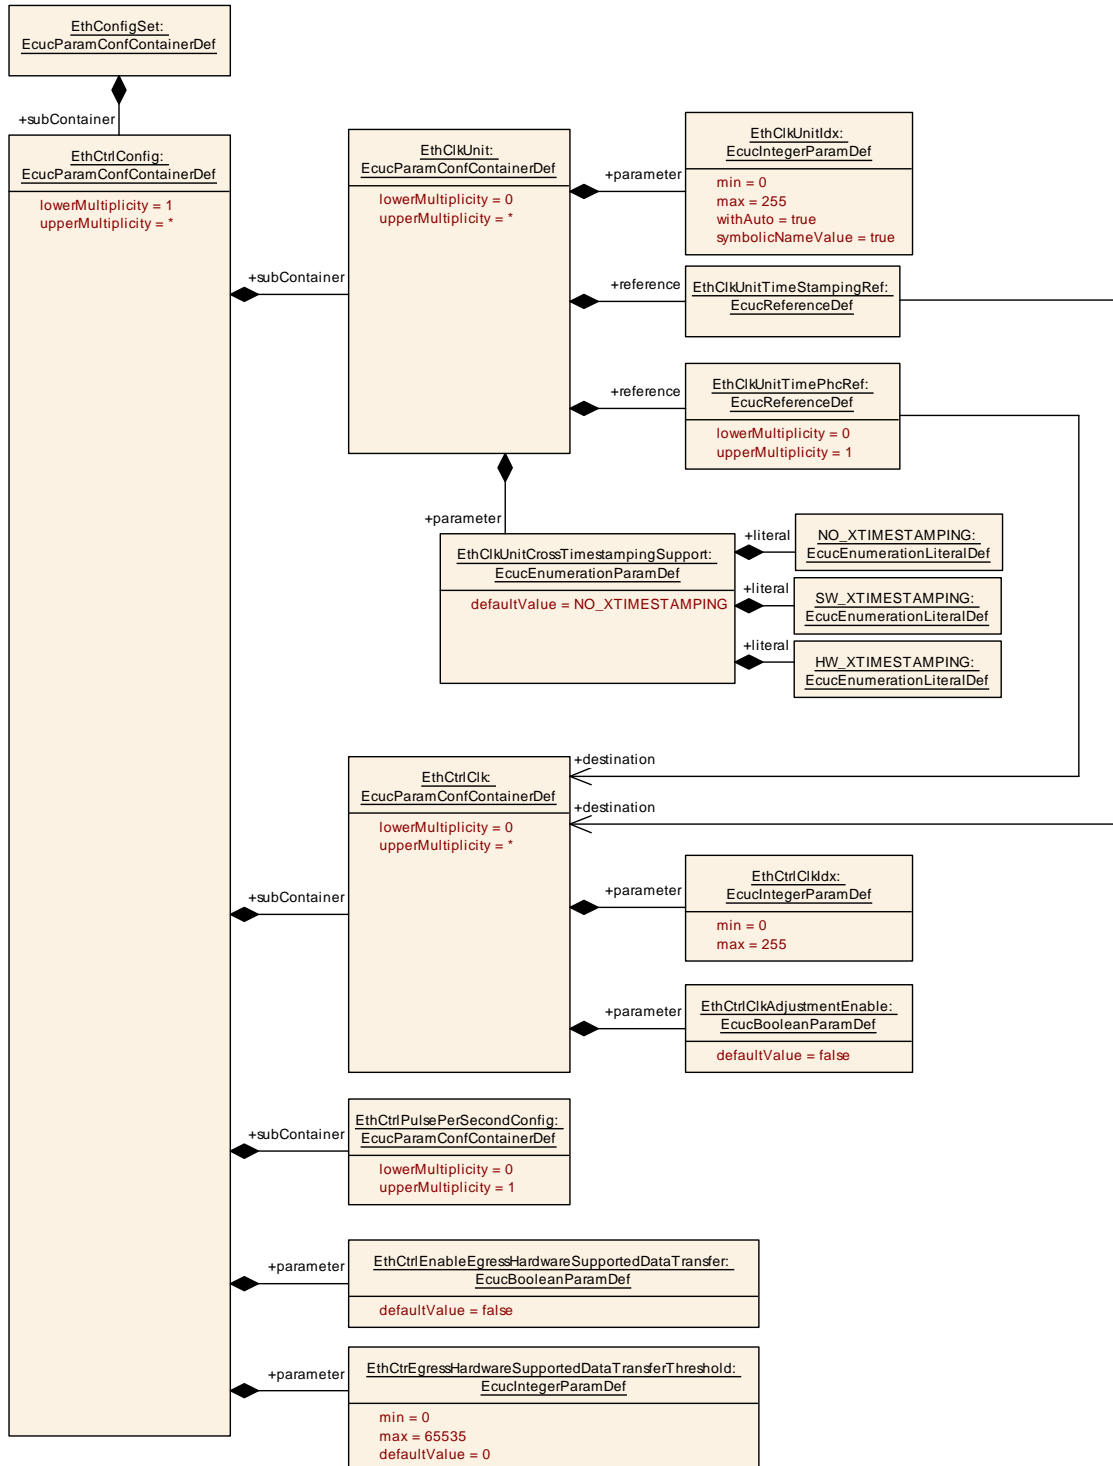 EthConfigSet:
EcucParamConfContainerDef
+subContainer
EthCtrlConfig:
EcucParamConfContainerDef
lowerMultiplicity = 1
upperMultiplicity = *
+subContainer
EthClkUnit:
EcucParamConfContainerDef
lowerMultiplicity = 0
upperMultiplicity = *
+parameter
EthClkUnitIdx:
EcucIntegerParamDef
min = 0
max = 255
withAuto = true
symbolicNameValue = true
+reference
EthClkUnitTimeStampingRef:
EcucReferenceDef
+reference
EthClkUnitTimePhcRef:
EcucReferenceDef
lowerMultiplicity = 0
upperMultiplicity = 1
+parameter
EthClkUnitCrossTimestampingSupport:
EcucEnumerationParamDef
defaultValue = NO_XTIMESTAMPING
+literal
NO_XTIMESTAMPING:
EcucEnumerationLiteralDef
+literal
SW_XTIMESTAMPING:
EcucEnumerationLiteralDef
+literal
HW_XTIMESTAMPING:
EcucEnumerationLiteralDef
+destination
+destination
+subContainer
EthCtrlClk:
EcucParamConfContainerDef
lowerMultiplicity = 0
upperMultiplicity = *
+parameter
EthCtrlClkIdx:
EcucIntegerParamDef
min = 0
max = 255
+parameter
EthCtrlClkAdjustmentEnable:
EcucBooleanParamDef
defaultValue = false
+subContainer
EthCtrlPulsePerSecondConfig:
EcucParamConfContainerDef
lowerMultiplicity = 0
upperMultiplicity = 1
+parameter
EthCtrlEnableEgressHardwareSupportedDataTransfer:
EcucBooleanParamDef
defaultValue = false
+parameter
EthCtrEgressHardwareSupportedDataTransferThreshold:
EcucIntegerParamDef
min = 0
max = 65535
defaultValue = 0